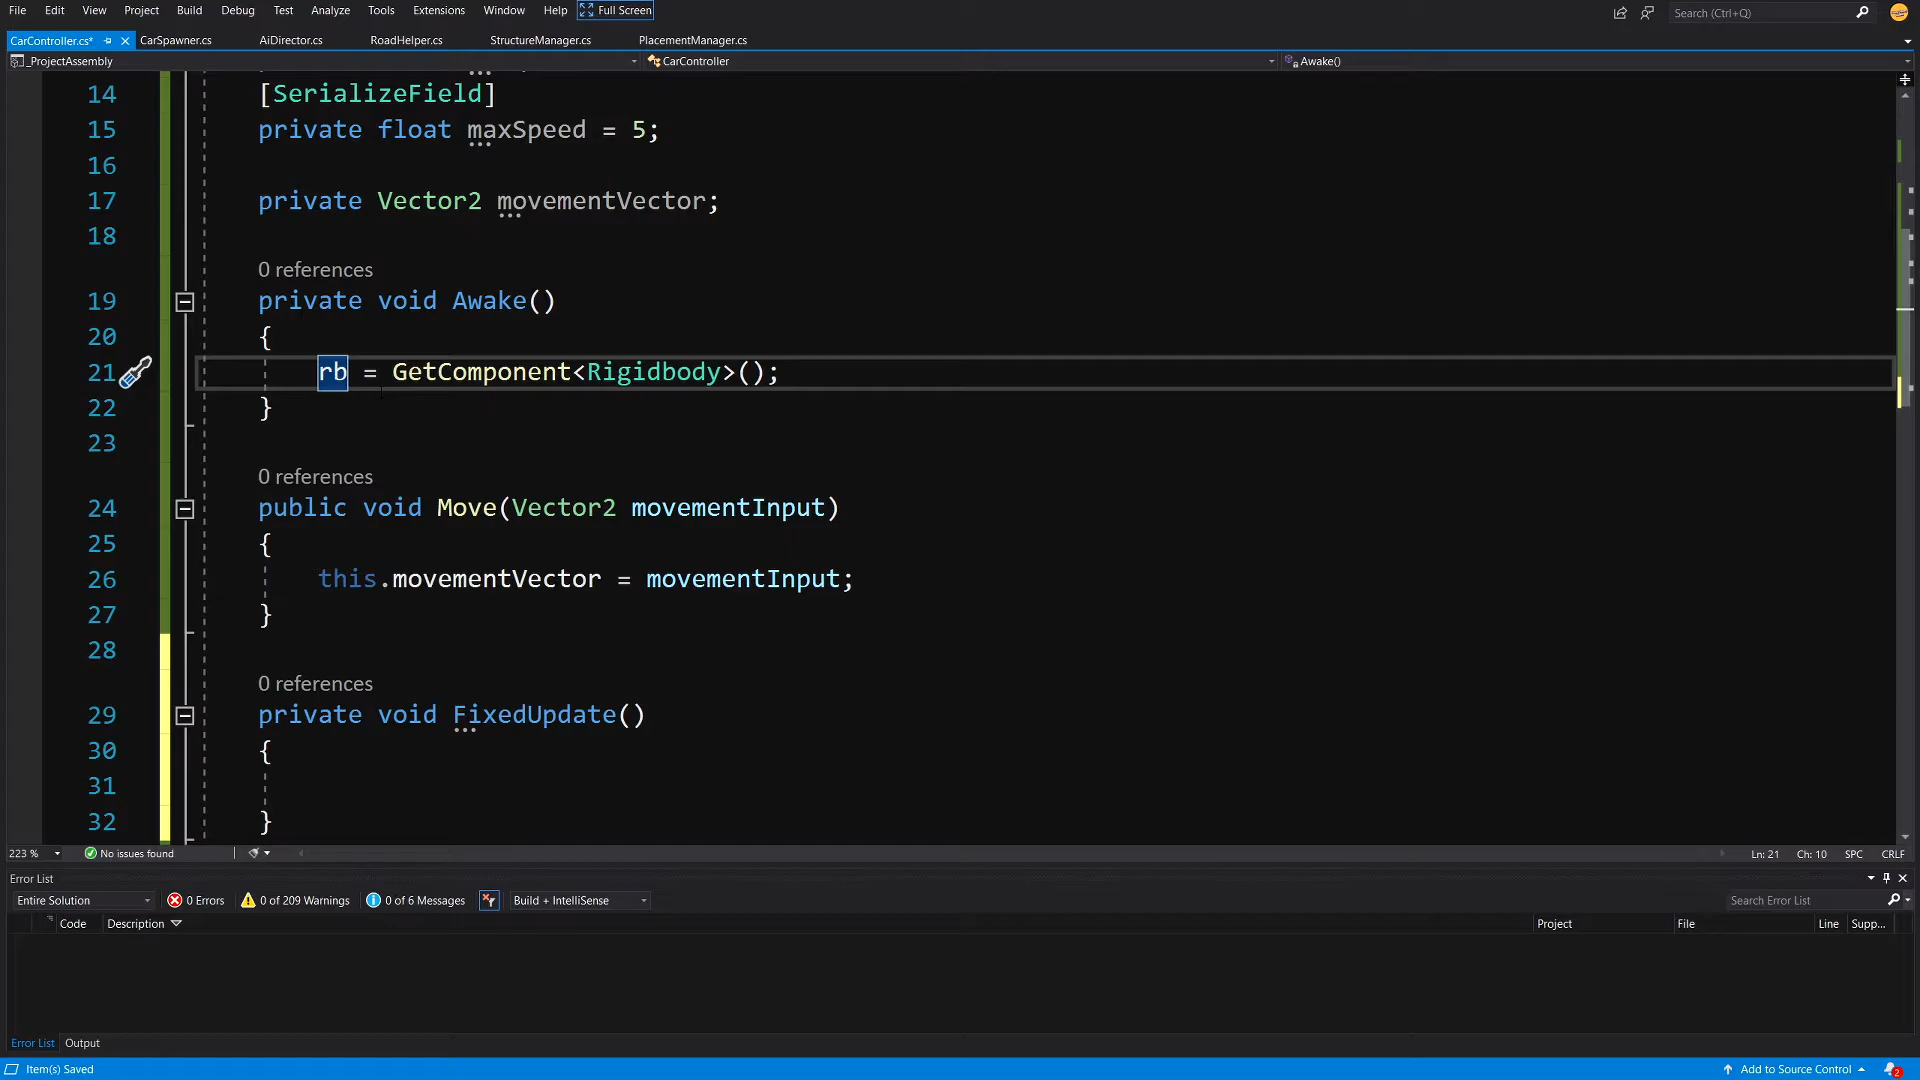 File Edit View Project Build Debug Test Analyze Tools Extensions Window Help Full Screen Search (Ctrl+Q)
CarController.cs* CarSpawner.cs AiDirector.cs RoadHelper.cs StructureManager.cs PlacementManager.cs
_ProjectAssembly CarController Awake()
14 [SerializeField]
15 private float maxSpeed = 5;
16
17 private Vector2 movementVector;
18
0 references
19 private void Awake()
20 {
21 rb = GetComponent<Rigidbody>();
22 }
23
0 references
24 public void Move(Vector2 movementInput)
25 {
26 this.movementVector = movementInput;
27 }
28
0 references
29 private void FixedUpdate()
30 {
31
32 }
223 % No issues found Ln: 21 Ch: 10 SPC CRLF
Error List
Entire Solution 0 Errors 0 of 209 Warnings 0 of 6 Messages Build + IntelliSense Search Error List
Code Description Project File Line Supp...
Error List Output
Item(s) Saved Add to Source Control 2